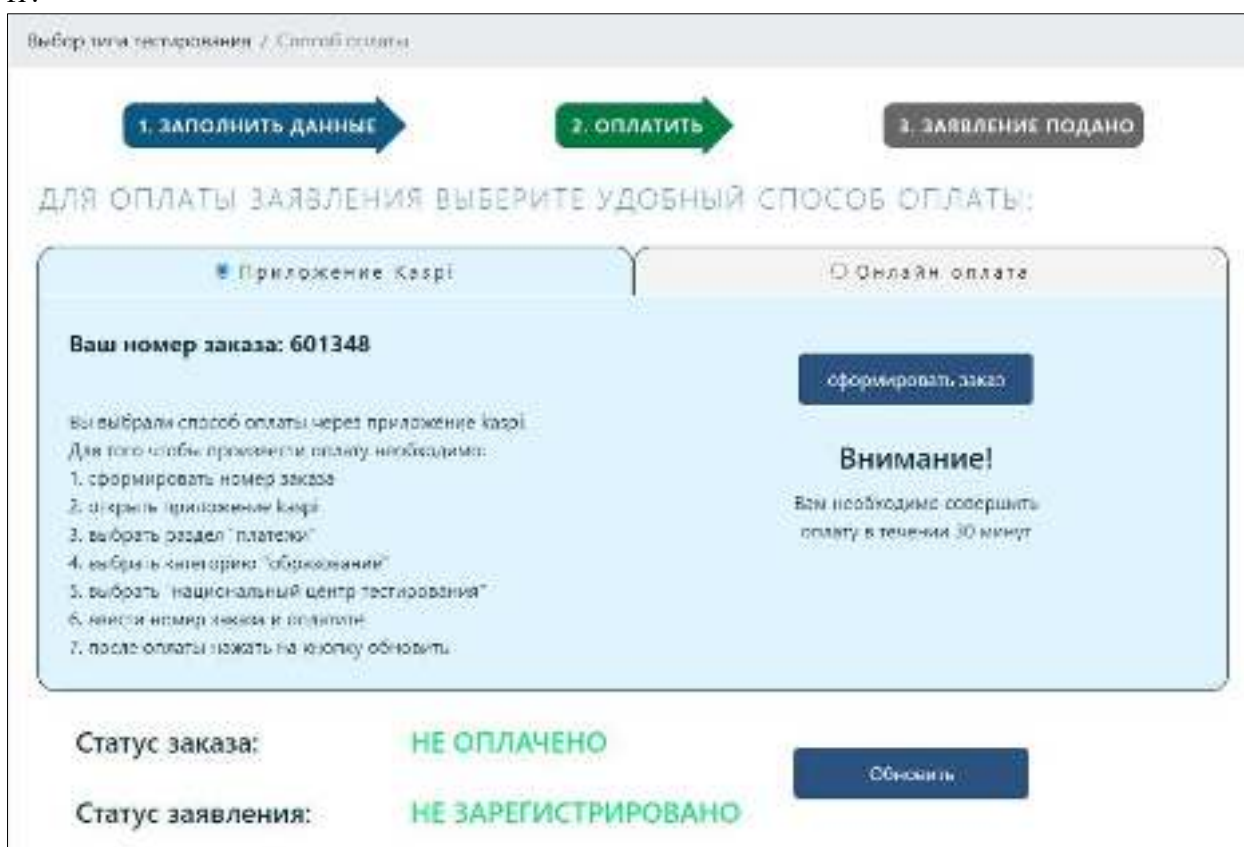 Выбор типа тестирования / Способ оплаты
1. ЗАПОЛНИТЬ ДАННЫЕ
2. ОПЛАТИТЬ
3. ЗАЯВЛЕНИЕ ПОДАНО
ДЛЯ ОПЛАТЫ ЗАЯВЛЕНИЯ ВЫБЕРИТЕ УДОБНЫЙ СПОСОБ ОПЛАТЫ:
Приложение Kaspi
Онлайн оплата
Ваш номер заказа: 601348
Вы выбрали способ оплаты через приложение kaspi
Для того чтобы произвести оплату необходимо:
1. сформировать номер заказа
2. открыть приложение kaspi
3. выбрать раздел "платежи"
4. выбрать категорию "образование"
5. выбрать "национальный центр тестирования"
6. ввести номер заказа и оплатите
7. после оплаты нажать на кнопку обновить
сформировать заказ
Внимание!
Вам необходимо совершить
оплату в течении 30 минут
Статус заказа: НЕ ОПЛАЧЕНО
Обновить
Статус заявления: НЕ ЗАРЕГИСТРИРОВАНО